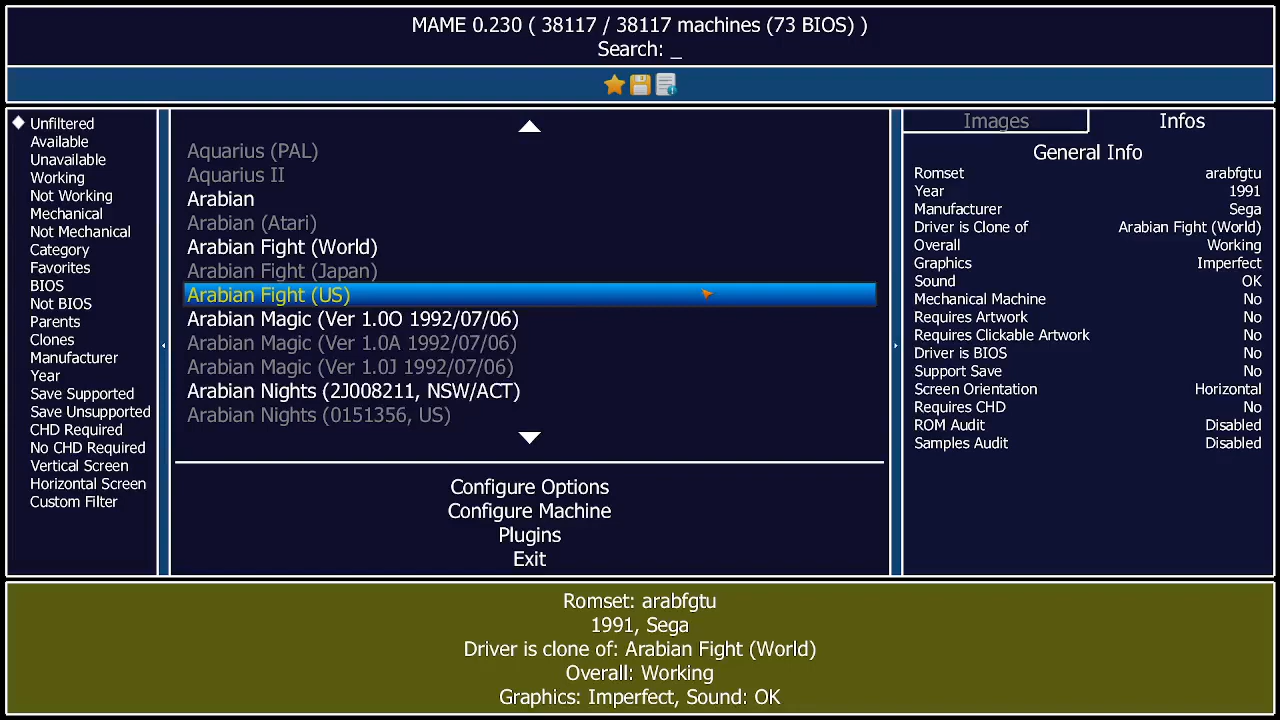 MAME 0.230 ( 38117 / 38117 machines (73 BIOS) )
Search: _
Unfiltered
Available
Unavailable
Working
Not Working
Mechanical
Not Mechanical
Category
Favorites
BIOS
Not BIOS
Parents
Clones
Manufacturer
Year
Save Supported
Save Unsupported
CHD Required
No CHD Required
Vertical Screen
Horizontal Screen
Custom Filter
Aquarius (PAL)
Aquarius II
Arabian
Arabian (Atari)
Arabian Fight (World)
Arabian Fight (Japan)
Arabian Fight (US)
Arabian Magic (Ver 1.0O 1992/07/06)
Arabian Magic (Ver 1.0A 1992/07/06)
Arabian Magic (Ver 1.0J 1992/07/06)
Arabian Nights (2J008211, NSW/ACT)
Arabian Nights (0151356, US)
Configure Options
Configure Machine
Plugins
Exit
Images Infos
General Info
Romset arabfgtu
Year 1991
Manufacturer Sega
Driver is Clone of Arabian Fight (World)
Overall Working
Graphics Imperfect
Sound OK
Mechanical Machine No
Requires Artwork No
Requires Clickable Artwork No
Driver is BIOS No
Support Save No
Screen Orientation Horizontal
Requires CHD No
ROM Audit Disabled
Samples Audit Disabled
Romset: arabfgtu
1991, Sega
Driver is clone of: Arabian Fight (World)
Overall: Working
Graphics: Imperfect, Sound: OK